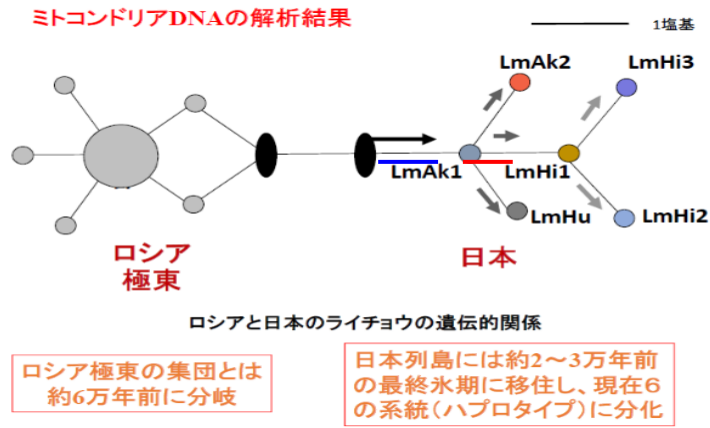 ミトコンドリアDNAの解析結果
1塩基
LmAk2
LmHi3
LmAk1
LmHi1
LmHu
LmHi2
ロシア
極東
日本
ロシアと日本のライチョウの遺伝的関係
ロシア極東の集団とは
約6万年前に分岐
日本列島には約2～3万年前
の最終氷期に移住し、現在６
の系統（ハプロタイプ）に分化